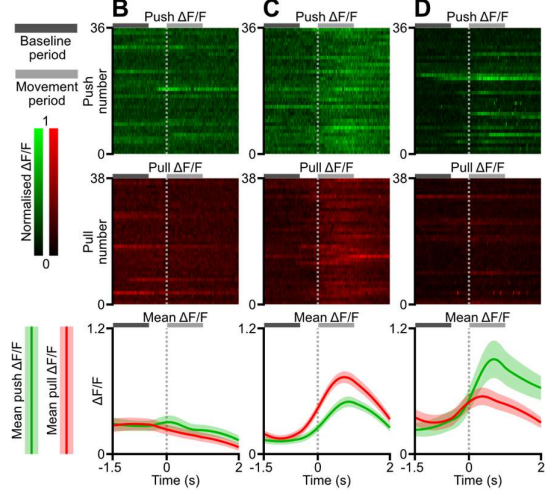 B
C
D
Baseline
period
Movement
period
1
Normalised ΔF/F
0
Push ΔF/F
36
Push
number
0
Push ΔF/F
36
0
Push ΔF/F
36
0
Pull ΔF/F
38
Pull
number
0
Pull ΔF/F
38
0
Pull ΔF/F
38
0
Mean push ΔF/F
Mean pull ΔF/F
Mean ΔF/F
1.2
ΔF/F
0
-1.5
0
2
Time (s)
Mean ΔF/F
1.2
0
-1.5
0
2
Time (s)
Mean ΔF/F
1.2
0
-1.5
0
2
Time (s)